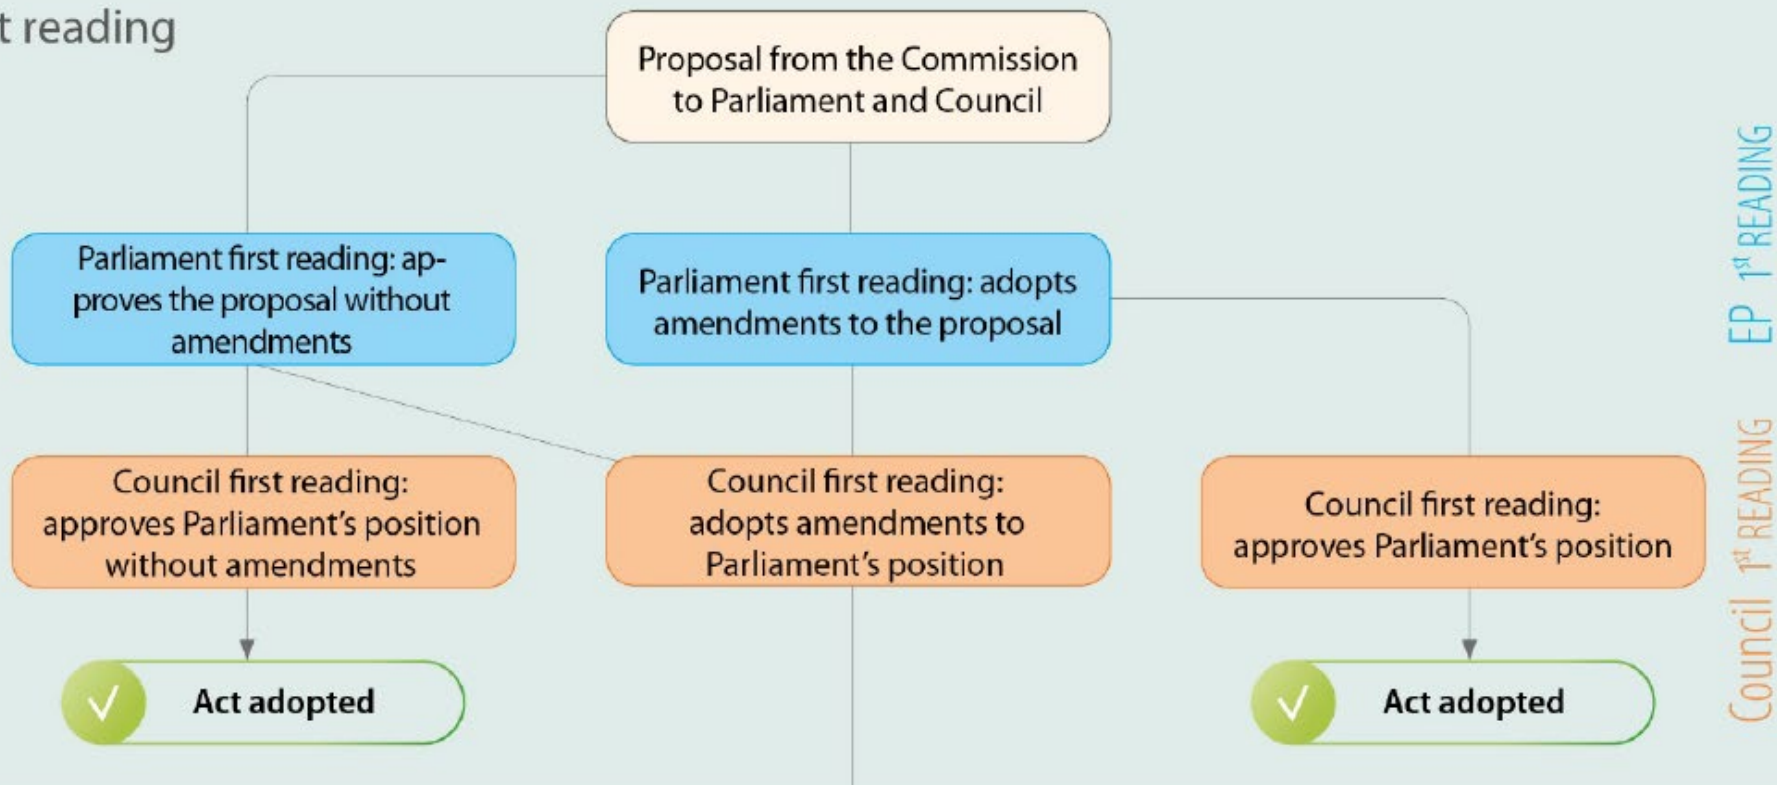 t reading
Proposal from the Commission
to Parliament and Council
Parliament first reading: ap-
proves the proposal without
amendments
Parliament first reading: adopts
amendments to the proposal
EP 1st READING
Council first reading:
approves Parliament’s position
without amendments
Council first reading:
adopts amendments to
Parliament’s position
Council first reading:
approves Parliament’s position
Council 1st READING
Act adopted
Act adopted